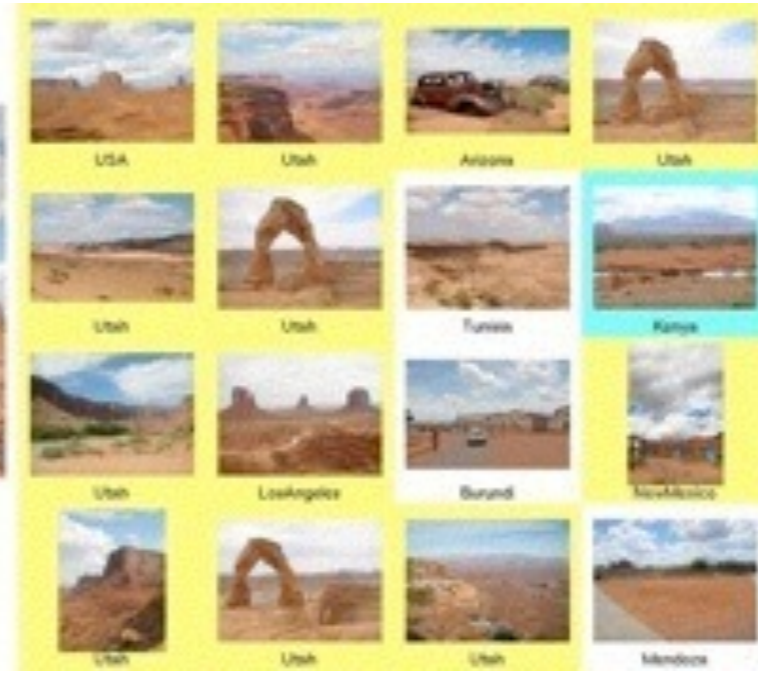 USA
Utah
Arizona
Utah
Utah
Utah
Tunisia
Kenya
Utah
LosAngeles
Burundi
NewMexico
Utah
Utah
Utah
Mendoza